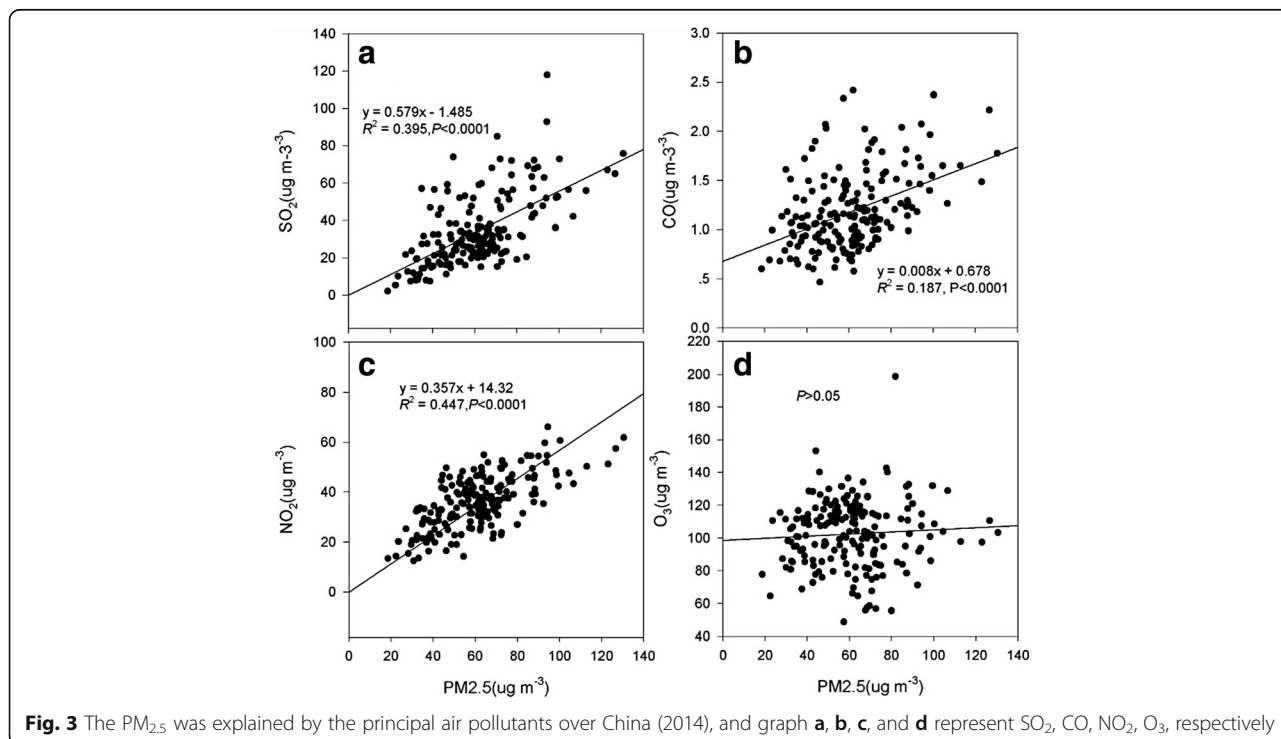 a
y = 0.579x - 1.485
R² = 0.395,P<0.0001
SO₂(ug m-3⁻³)
140
120
100
80
60
40
20
0
b
y = 0.008x + 0.678
R² = 0.187, P<0.0001
CO(ug m-3⁻³)
3.0
2.5
2.0
1.5
1.0
.5
0.0
c
y = 0.357x + 14.32
R² = 0.447,P<0.0001
NO₂(ug m⁻³)
100
80
60
40
20
0
0 20 40 60 80 100 120 140
PM2.5(ug m⁻³)
d
P>0.05
O₃(ug m⁻³)
220
200
180
160
140
120
100
80
60
40
0 20 40 60 80 100 120 140
PM2.5(ug m⁻³)
Fig. 3 The PM₂.₅ was explained by the principal air pollutants over China (2014), and graph a, b, c, and d represent SO₂, CO, NO₂, O₃, respectively